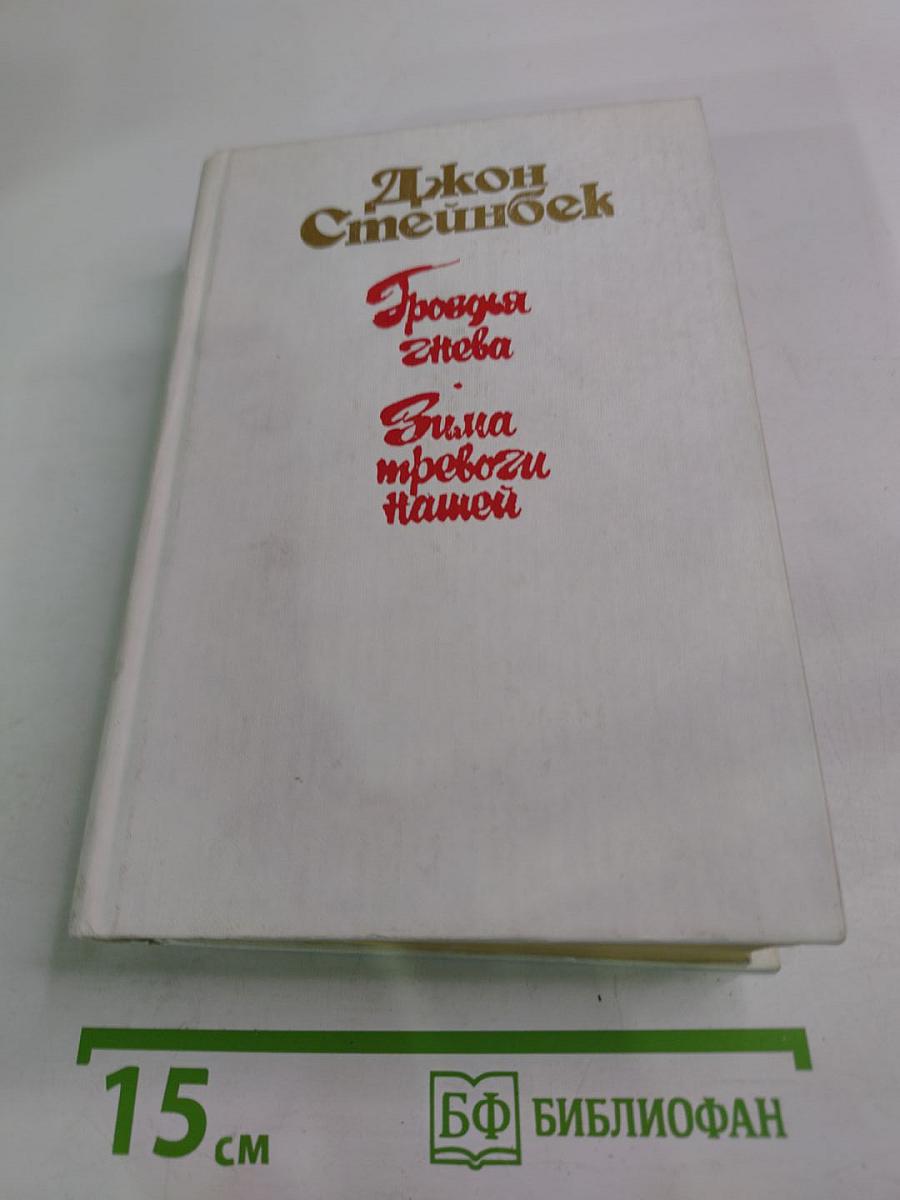 Джон
Стейнбек
Гроздья
гнева
·
Зима
тревоги
нашей
15 см
БФ БИБЛИОФАН